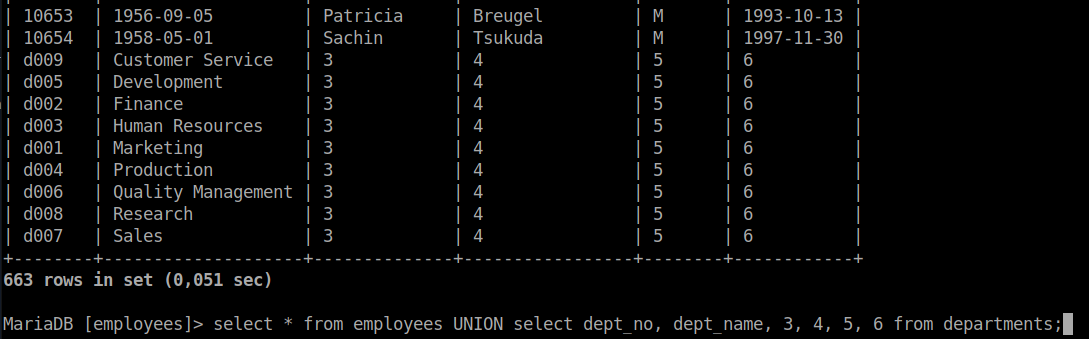 | 10653  | 1956-09-05         | Patricia     | Breugel         | M      | 1993-10-13 |
| 10654  | 1958-05-01         | Sachin       | Tsukuda         | M      | 1997-11-30 |
| d009   | Customer Service   | 3            | 4               | 5      | 6          |
| d005   | Development        | 3            | 4               | 5      | 6          |
| d002   | Finance            | 3            | 4               | 5      | 6          |
| d003   | Human Resources    | 3            | 4               | 5      | 6          |
| d001   | Marketing          | 3            | 4               | 5      | 6          |
| d004   | Production         | 3            | 4               | 5      | 6          |
| d006   | Quality Management | 3            | 4               | 5      | 6          |
| d008   | Research           | 3            | 4               | 5      | 6          |
| d007   | Sales              | 3            | 4               | 5      | 6          |
+--------+--------------------+--------------+-----------------+--------+------------+
663 rows in set (0,051 sec)
MariaDB [employees]> select * from employees UNION select dept_no, dept_name, 3, 4, 5, 6 from departments;